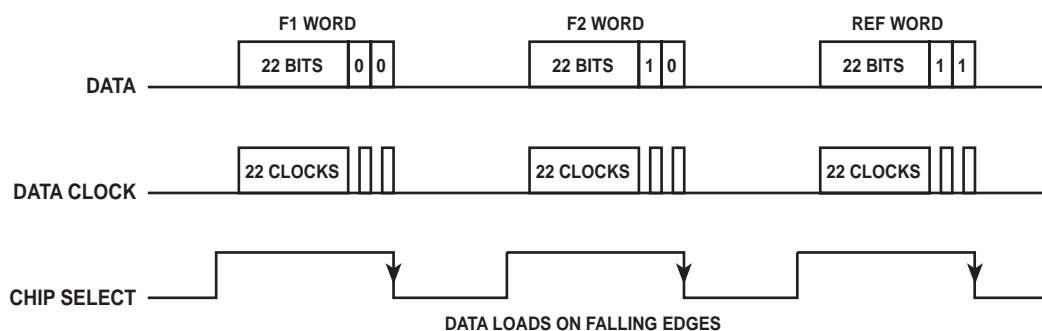 F1 WORD F2 WORD REF WORD
DATA 22 BITS 0 0 22 BITS 1 0 22 BITS 1 1
DATA CLOCK 22 CLOCKS 22 CLOCKS 22 CLOCKS
CHIP SELECT
DATA LOADS ON FALLING EDGES